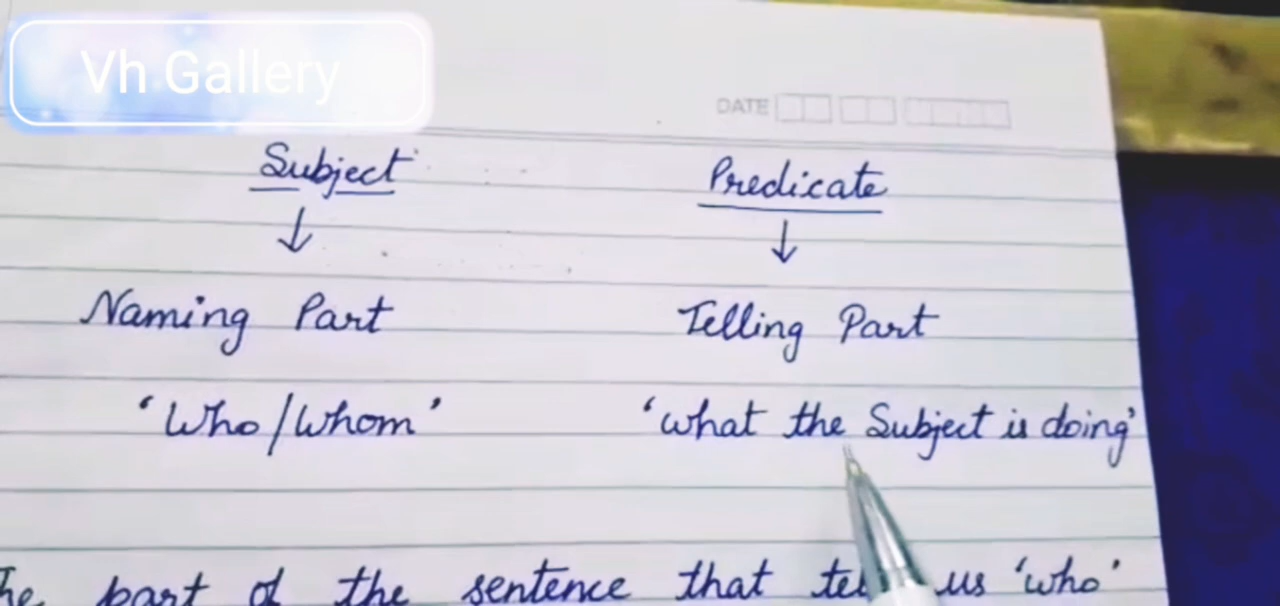 Vh Gallery
DATE
Subject Predicate
↓ ↓
Naming Part Telling Part
'Who/Whom' 'what the Subject is doing'
The part of the sentence that us 'who'